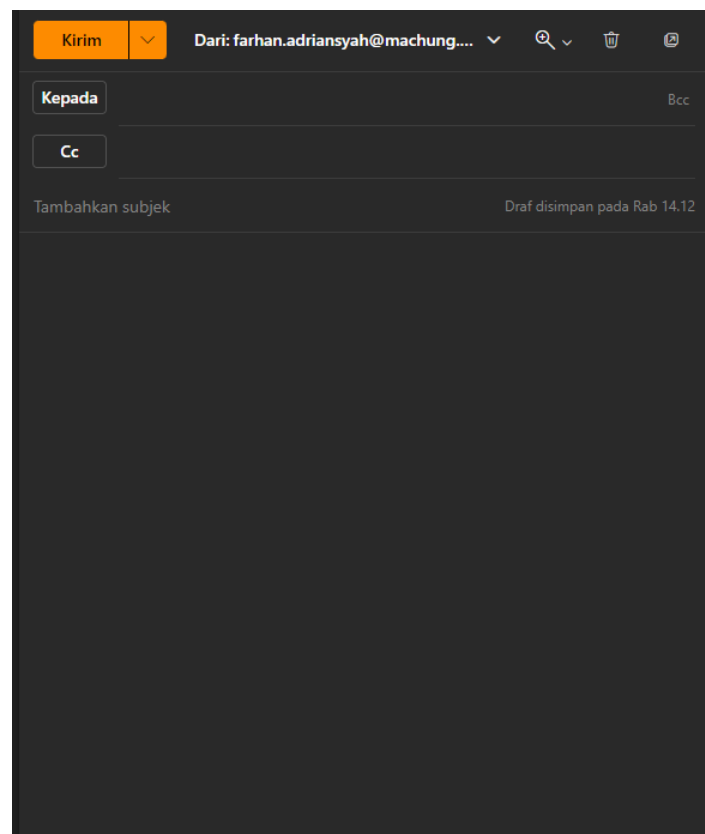 Kirim Dari: farhan.adriansyah@machung....
Kepada Bcc
Cc
Tambahkan subjek Draf disimpan pada Rab 14.12